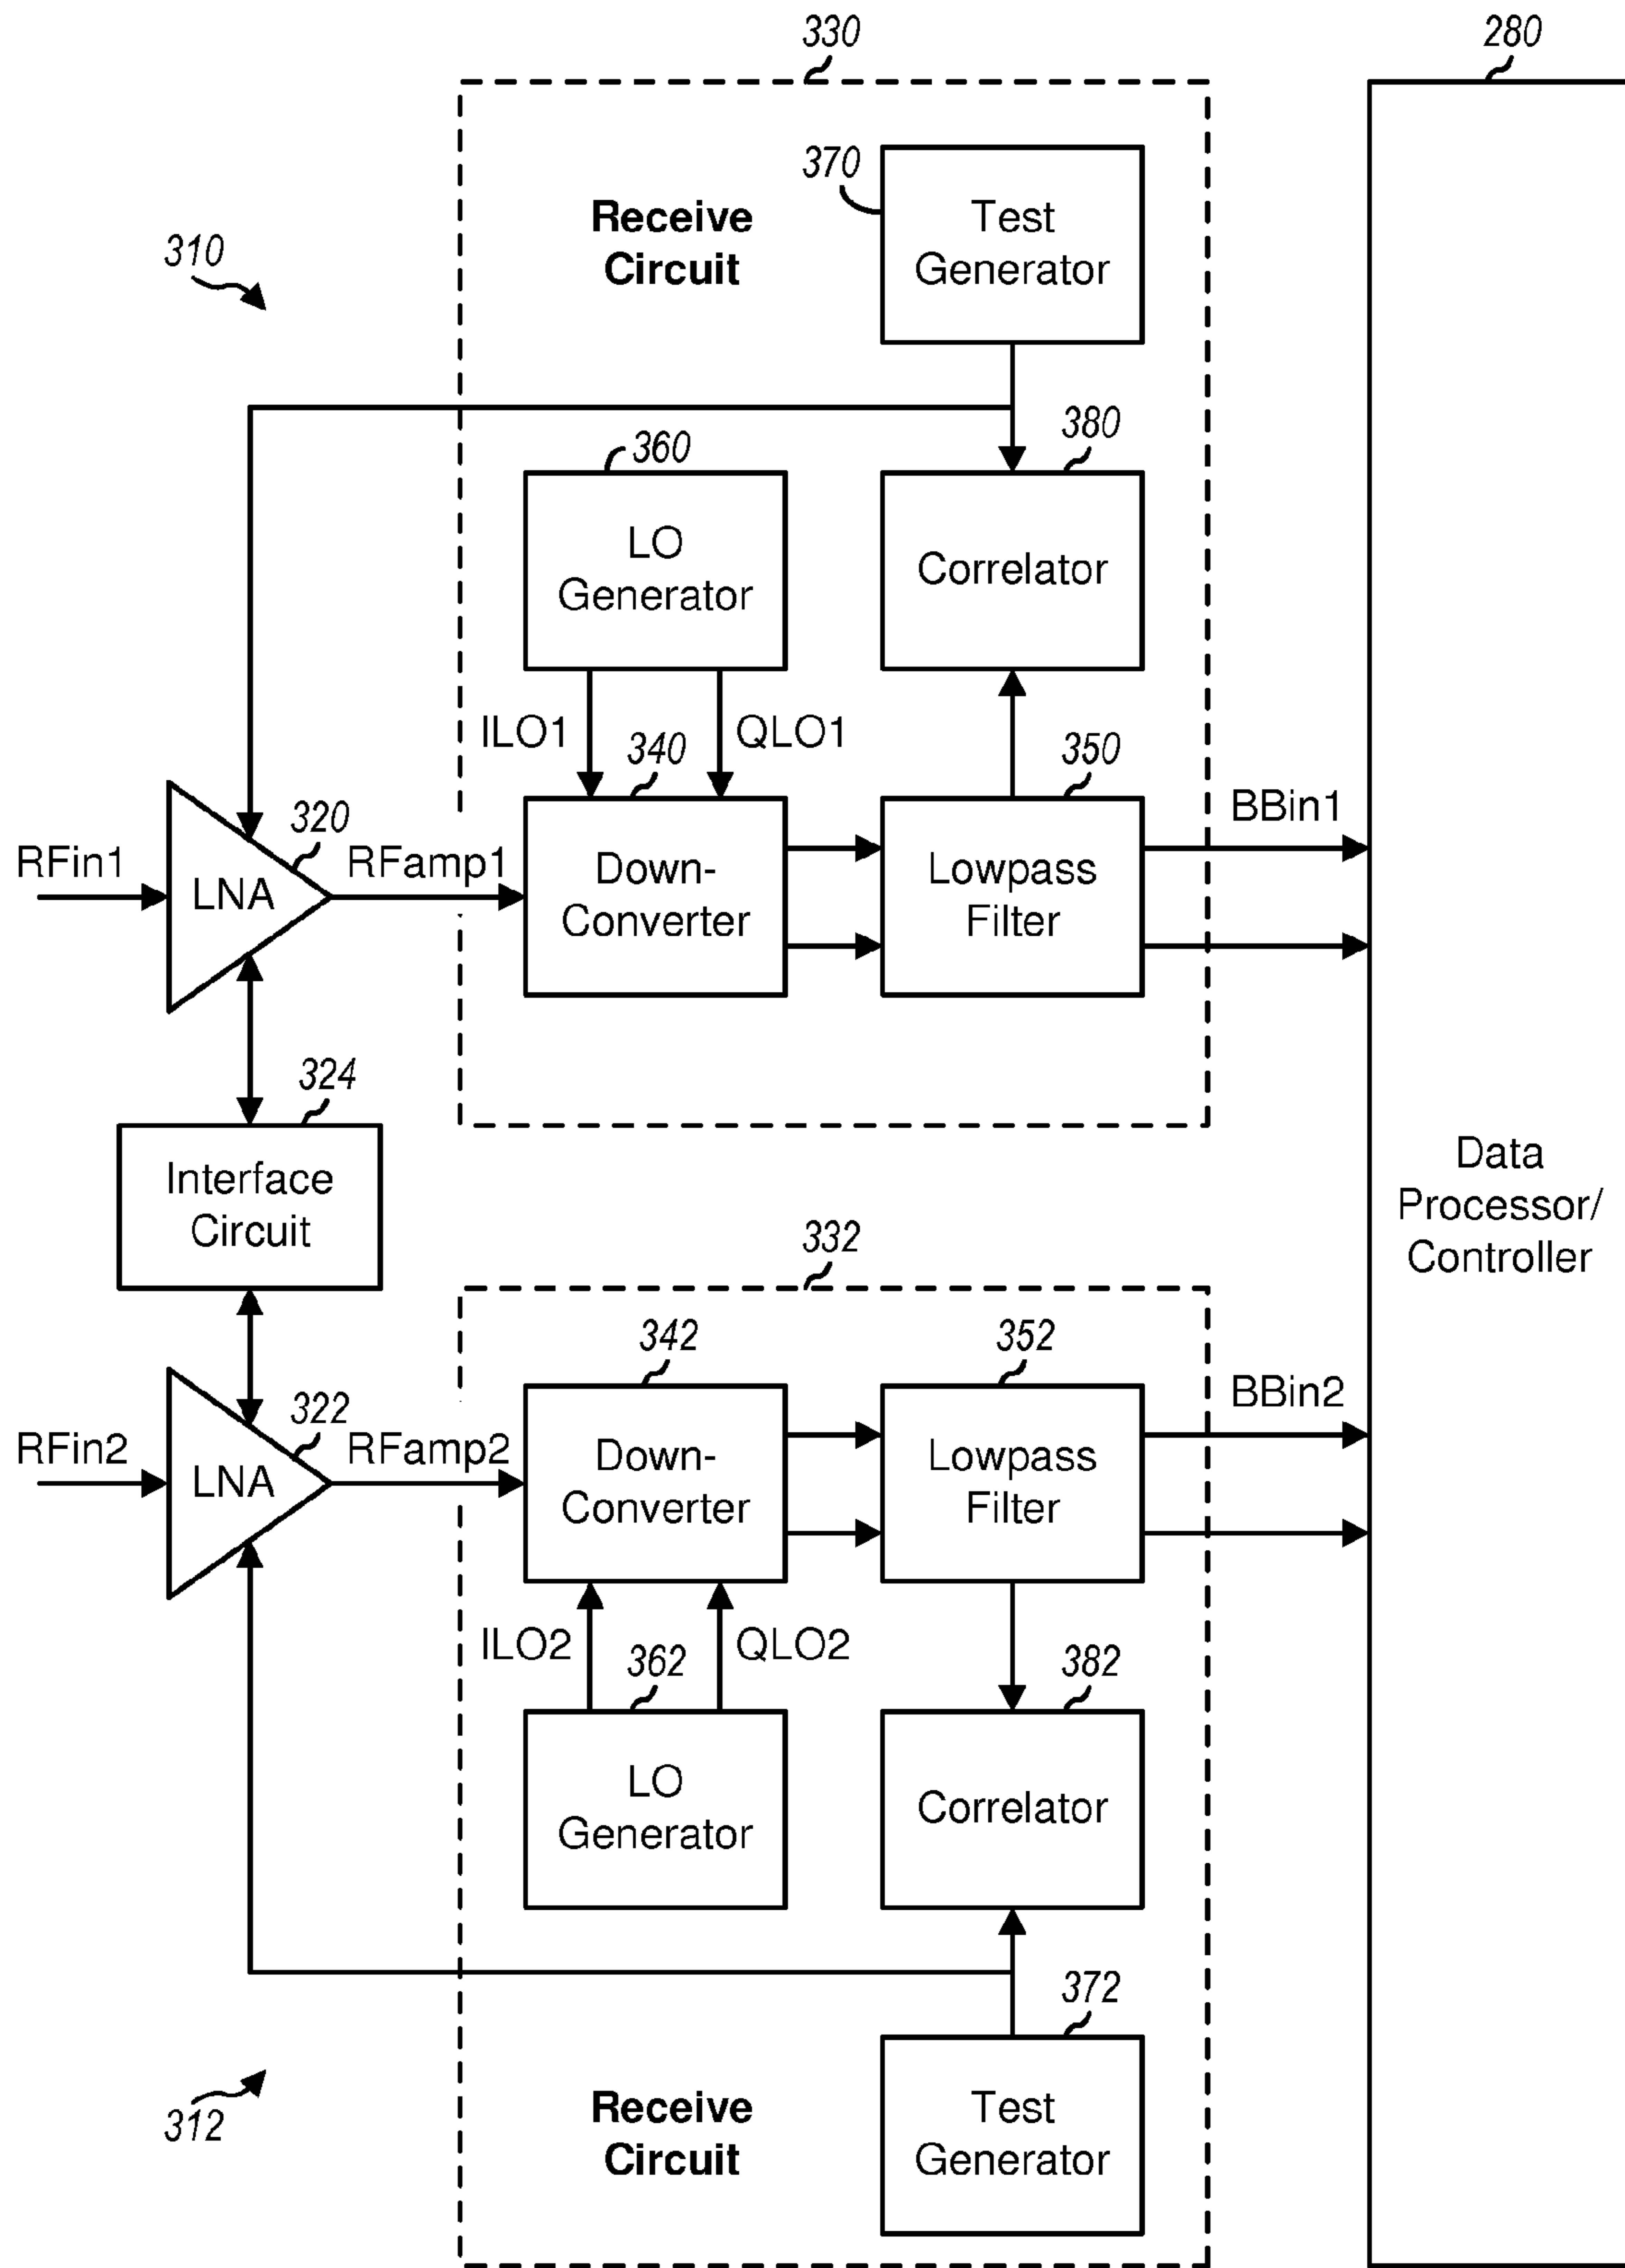 330
280
370
Test
Generator
Receive
Circuit
310
380
360
LO
Generator
Correlator
ILO1
QLO1
340
350
BBin1
320
RFin1
RFamp1
LNA
Down-
Converter
Lowpass
Filter
324
Interface
Circuit
Data
Processor/
Controller
332
342
352
BBin2
322
RFin2
RFamp2
LNA
Down-
Converter
Lowpass
Filter
ILO2
QLO2
362
382
LO
Generator
Correlator
372
312
Receive
Circuit
Test
Generator